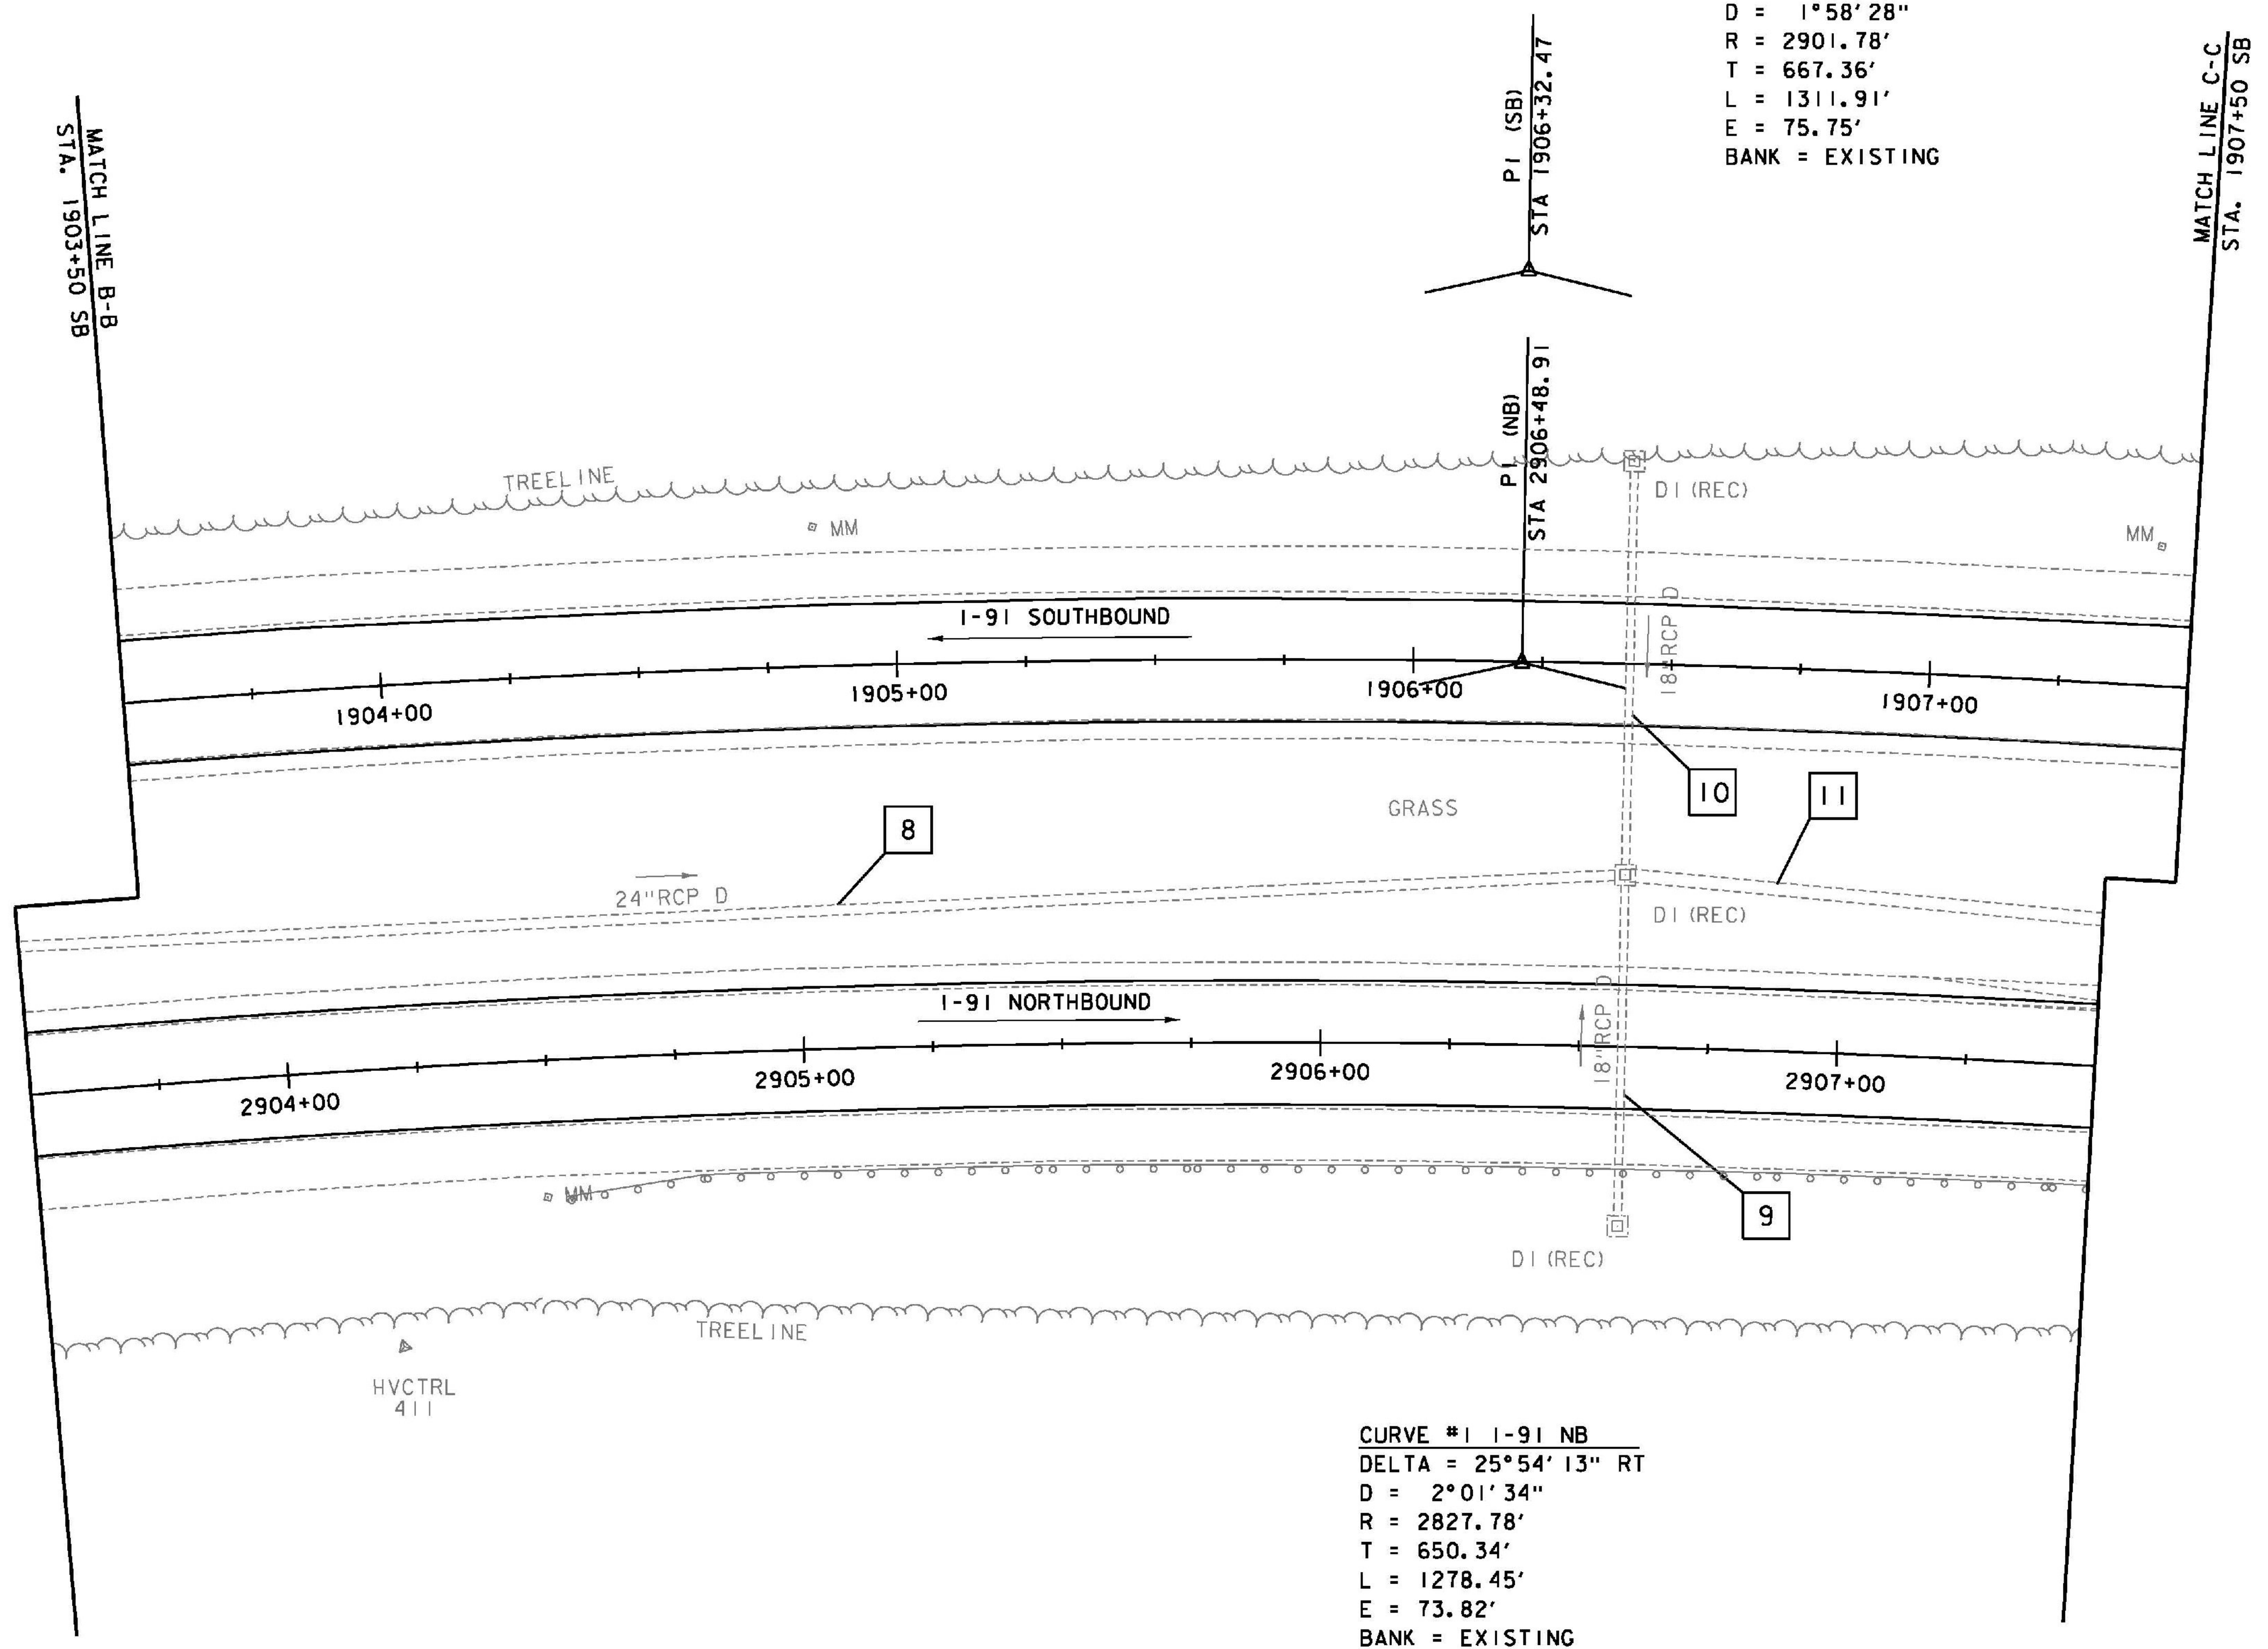 D = 1°58'28"
R = 2901.78'
T = 667.36'
L = 1311.91'
E = 75.75'
BANK = EXISTING
MATCH LINE B-B
STA. 1903+50 SB
PI (SB)
STA 1906+32.47
MATCH LINE C-C
STA. 1907+50 SB
PI (NB)
STA 2906+48.91
TREELINE
MM
DI (REC)
MM
I-91 SOUTHBOUND
18"RCP D
1904+00
1905+00
1906+00
1907+00
10
11
8
GRASS
24"RCP D
DI (REC)
I-91 NORTHBOUND
18"RCP D
2904+00
2905+00
2906+00
2907+00
MM
9
DI (REC)
TREELINE
HVCTRL
411
CURVE #1 I-91 NB
DELTA = 25°54'13" RT
D = 2°01'34"
R = 2827.78'
T = 650.34'
L = 1278.45'
E = 73.82'
BANK = EXISTING